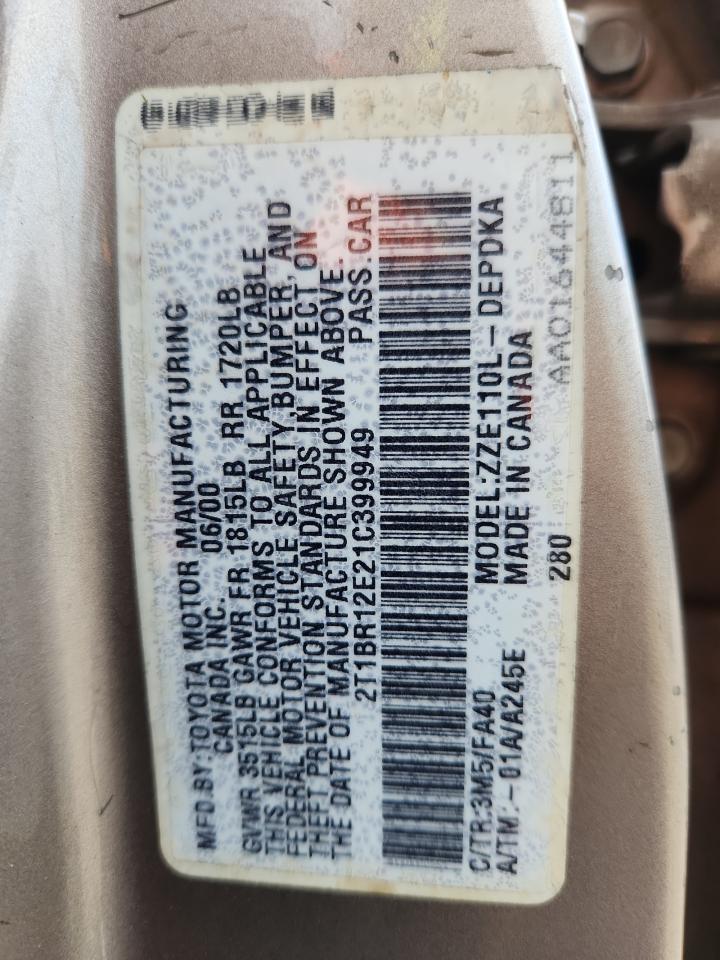 MFD.BY:TOYOTA MOTOR MANUFACTURING
CANADA INC. 06/00
GVWR 3515LB GAWR FR 1815LB RR 1720LB
THIS VEHICLE CONFORMS TO ALL APPLICABLE
FEDERAL MOTOR VEHICLE SAFETY,BUMPER, AND
THEFT PREVENTION STANDARDS IN EFFECT ON
THE DATE OF MANUFACTURE SHOWN ABOVE.
2T1BR12E21C399949 PASS.CAR
C/TR:3M5/FA40 MODEL:ZZE110L-DEPDKA
A/TM:-01A/A245E MADE IN CANADA
280 AA01644811